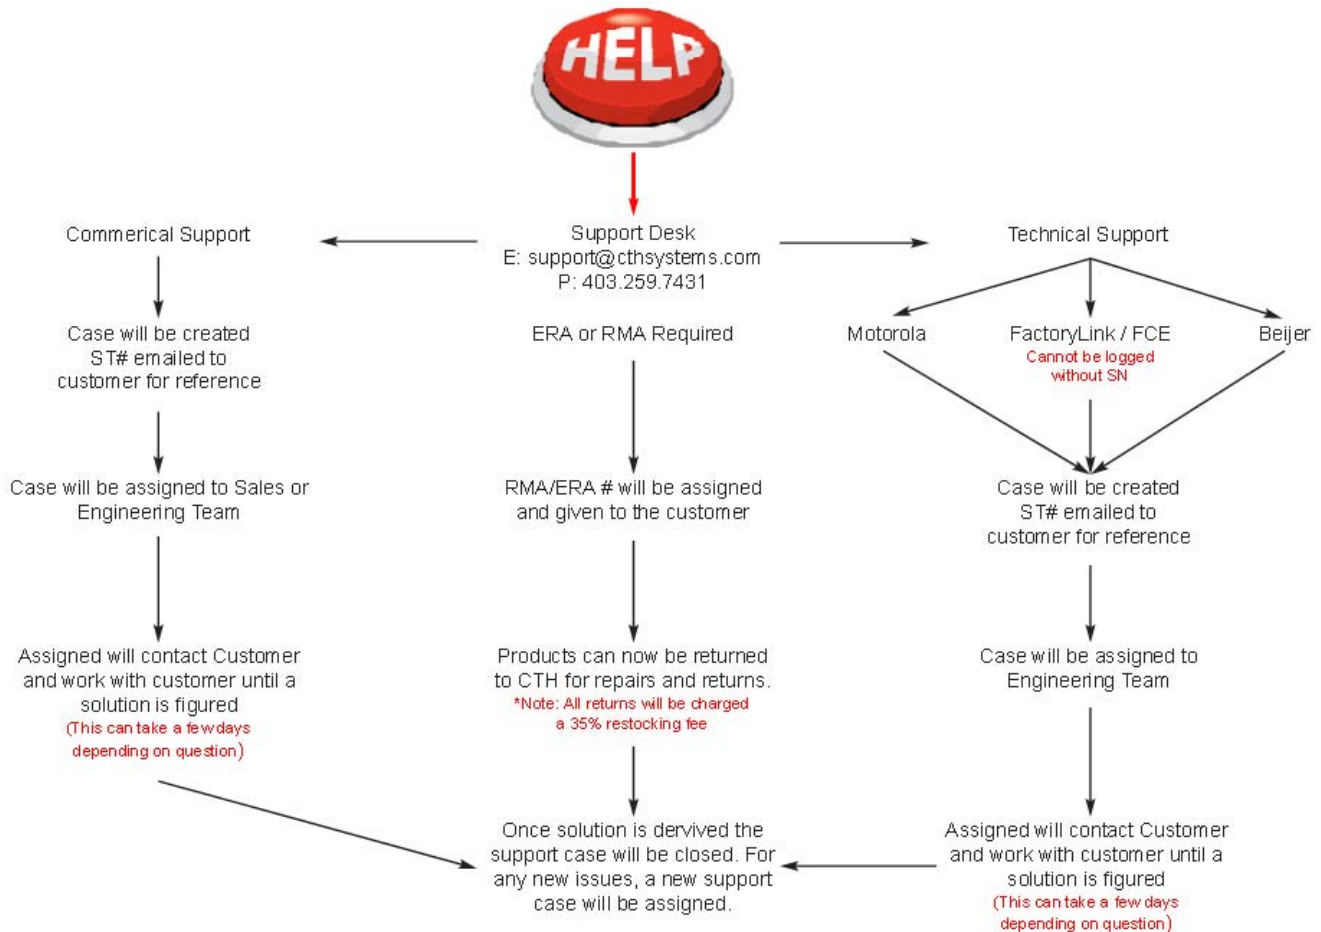 HELP
Commerical Support
Support Desk
E: support@cthsystems.com
P: 403.259.7431
Technical Support
Case will be created
ST# emailed to
customer for reference
ERA or RMA Required
Motorola
FactoryLink / FCE
Cannot be logged
without SN
Beijer
Case will be assigned to Sales or
Engineering Team
RMA/ERA # will be assigned
and given to the customer
Case will be created
ST# emailed to
customer for reference
Assigned will contact Customer
and work with customer until a
solution is figured
(This can take a few days
depending on question)
Products can now be returned
to CTH for repairs and returns.
*Note: All returns will be charged
a 35% restocking fee
Case will be assigned to
Engineering Team
Once solution is dervived the
support case will be closed. For
any new issues, a new support
case will be assigned.
Assigned will contact Customer
and work with customer until a
solution is figured
(This can take a few days
depending on question)